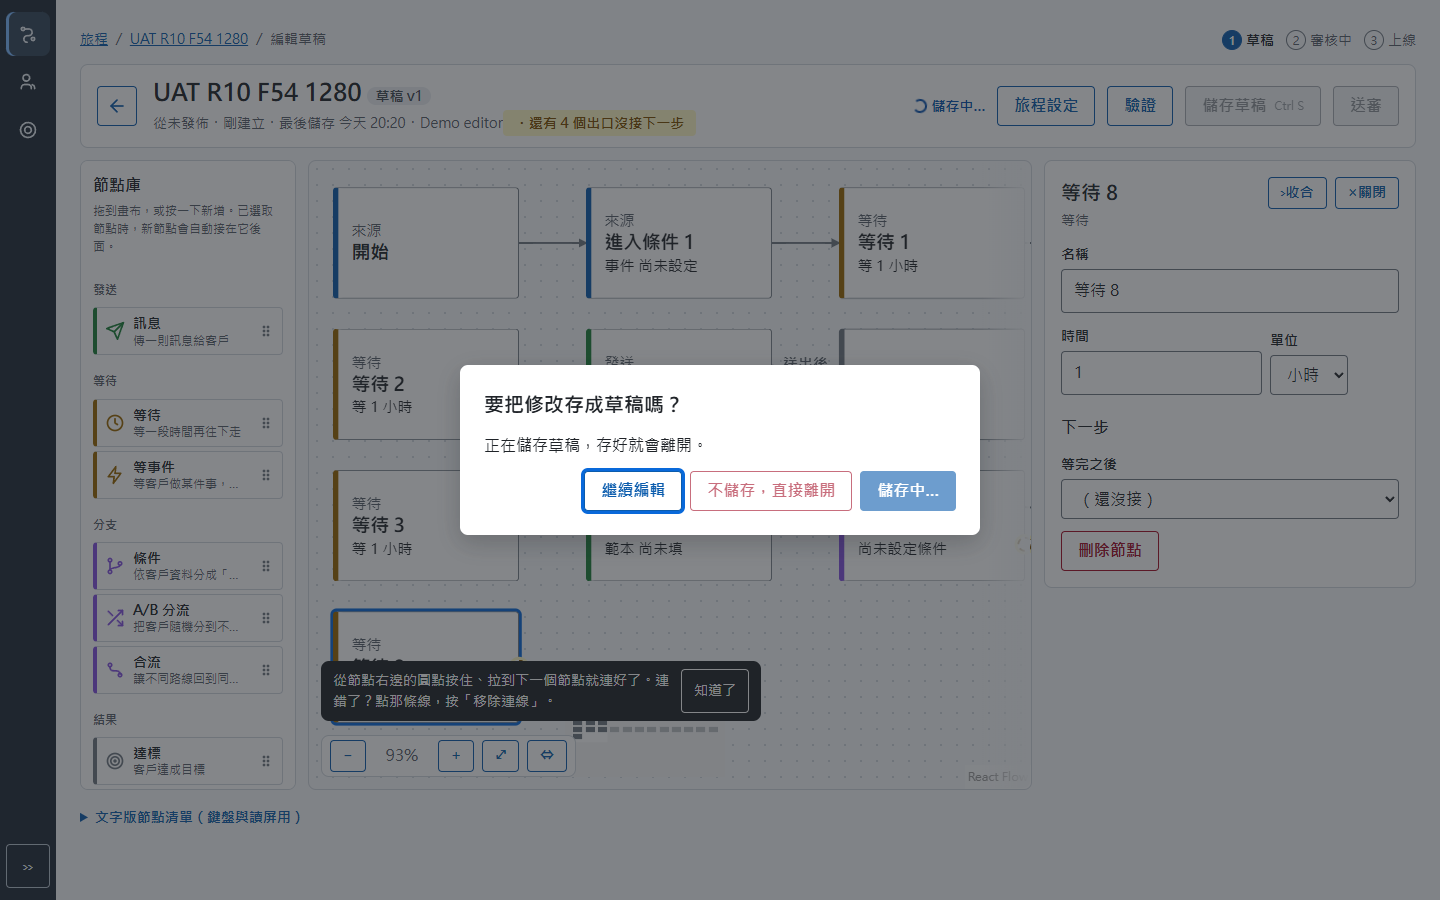 旅程 / UAT R10 F54 1280 / 編輯草稿
1 草稿 2 審核中 3 上線
UAT R10 F54 1280 草稿 v1
從未發佈 · 剛建立 · 最後儲存 今天 20:20 · Demo editor · 還有 4 個出口沒接下一步
儲存中...
旅程設定
驗證
儲存草稿 Ctrl S
送審
節點庫
拖到畫布，或按一下新增。已選取
節點時，新節點會自動接在它後
面。
發送
訊息
傳一則訊息給客戶
等待
等待
等一段時間再往下走
等事件
等客戶做某件事，...
分支
條件
依客戶資料分成「...
A/B 分流
把客戶隨機分到不...
合流
讓不同路線回到同...
結果
達標
客戶達成目標
來源
開始
來源
進入條件 1
事件 尚未設定
等待
等待 1
等 1 小時
等待
等待 2
等 1 小時
發送
送出後
等待
等待 3
等 1 小時
範本 尚未填
尚未設定條件
等待
要把修改存成草稿嗎？
正在儲存草稿，存好就會離開。
繼續編輯
不儲存，直接離開
儲存中...
從節點右邊的圓點按住、拉到下一個節點就連好了。連
錯了？點那條線，按「移除連線」。
知道了
− 93% +
React Flow
等待 8
›收合
×關閉
等待
名稱
等待 8
時間
單位
1
小時
下一步
等完之後
（還沒接）
刪除節點
▶ 文字版節點清單（鍵盤與讀屏用）
>>